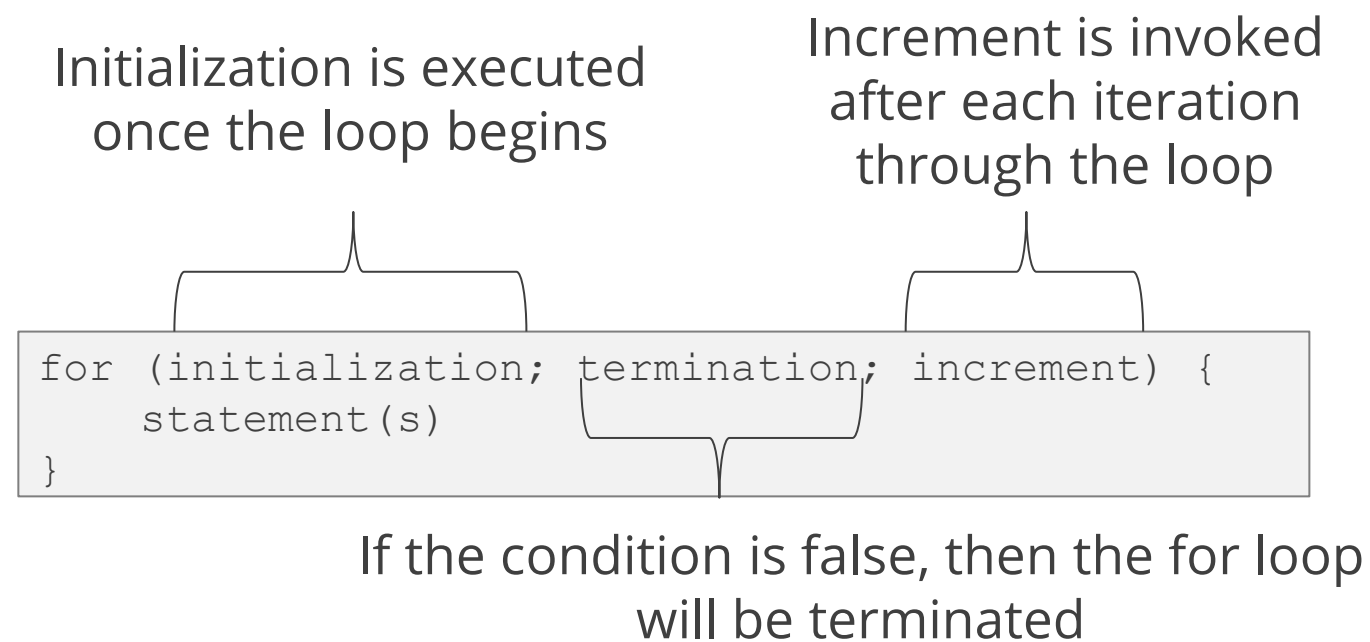 Initialization is executed
once the loop begins
Increment is invoked
after each iteration
through the loop
for (initialization; termination; increment) {
    statement(s)
}
If the condition is false, then the for loop
will be terminated